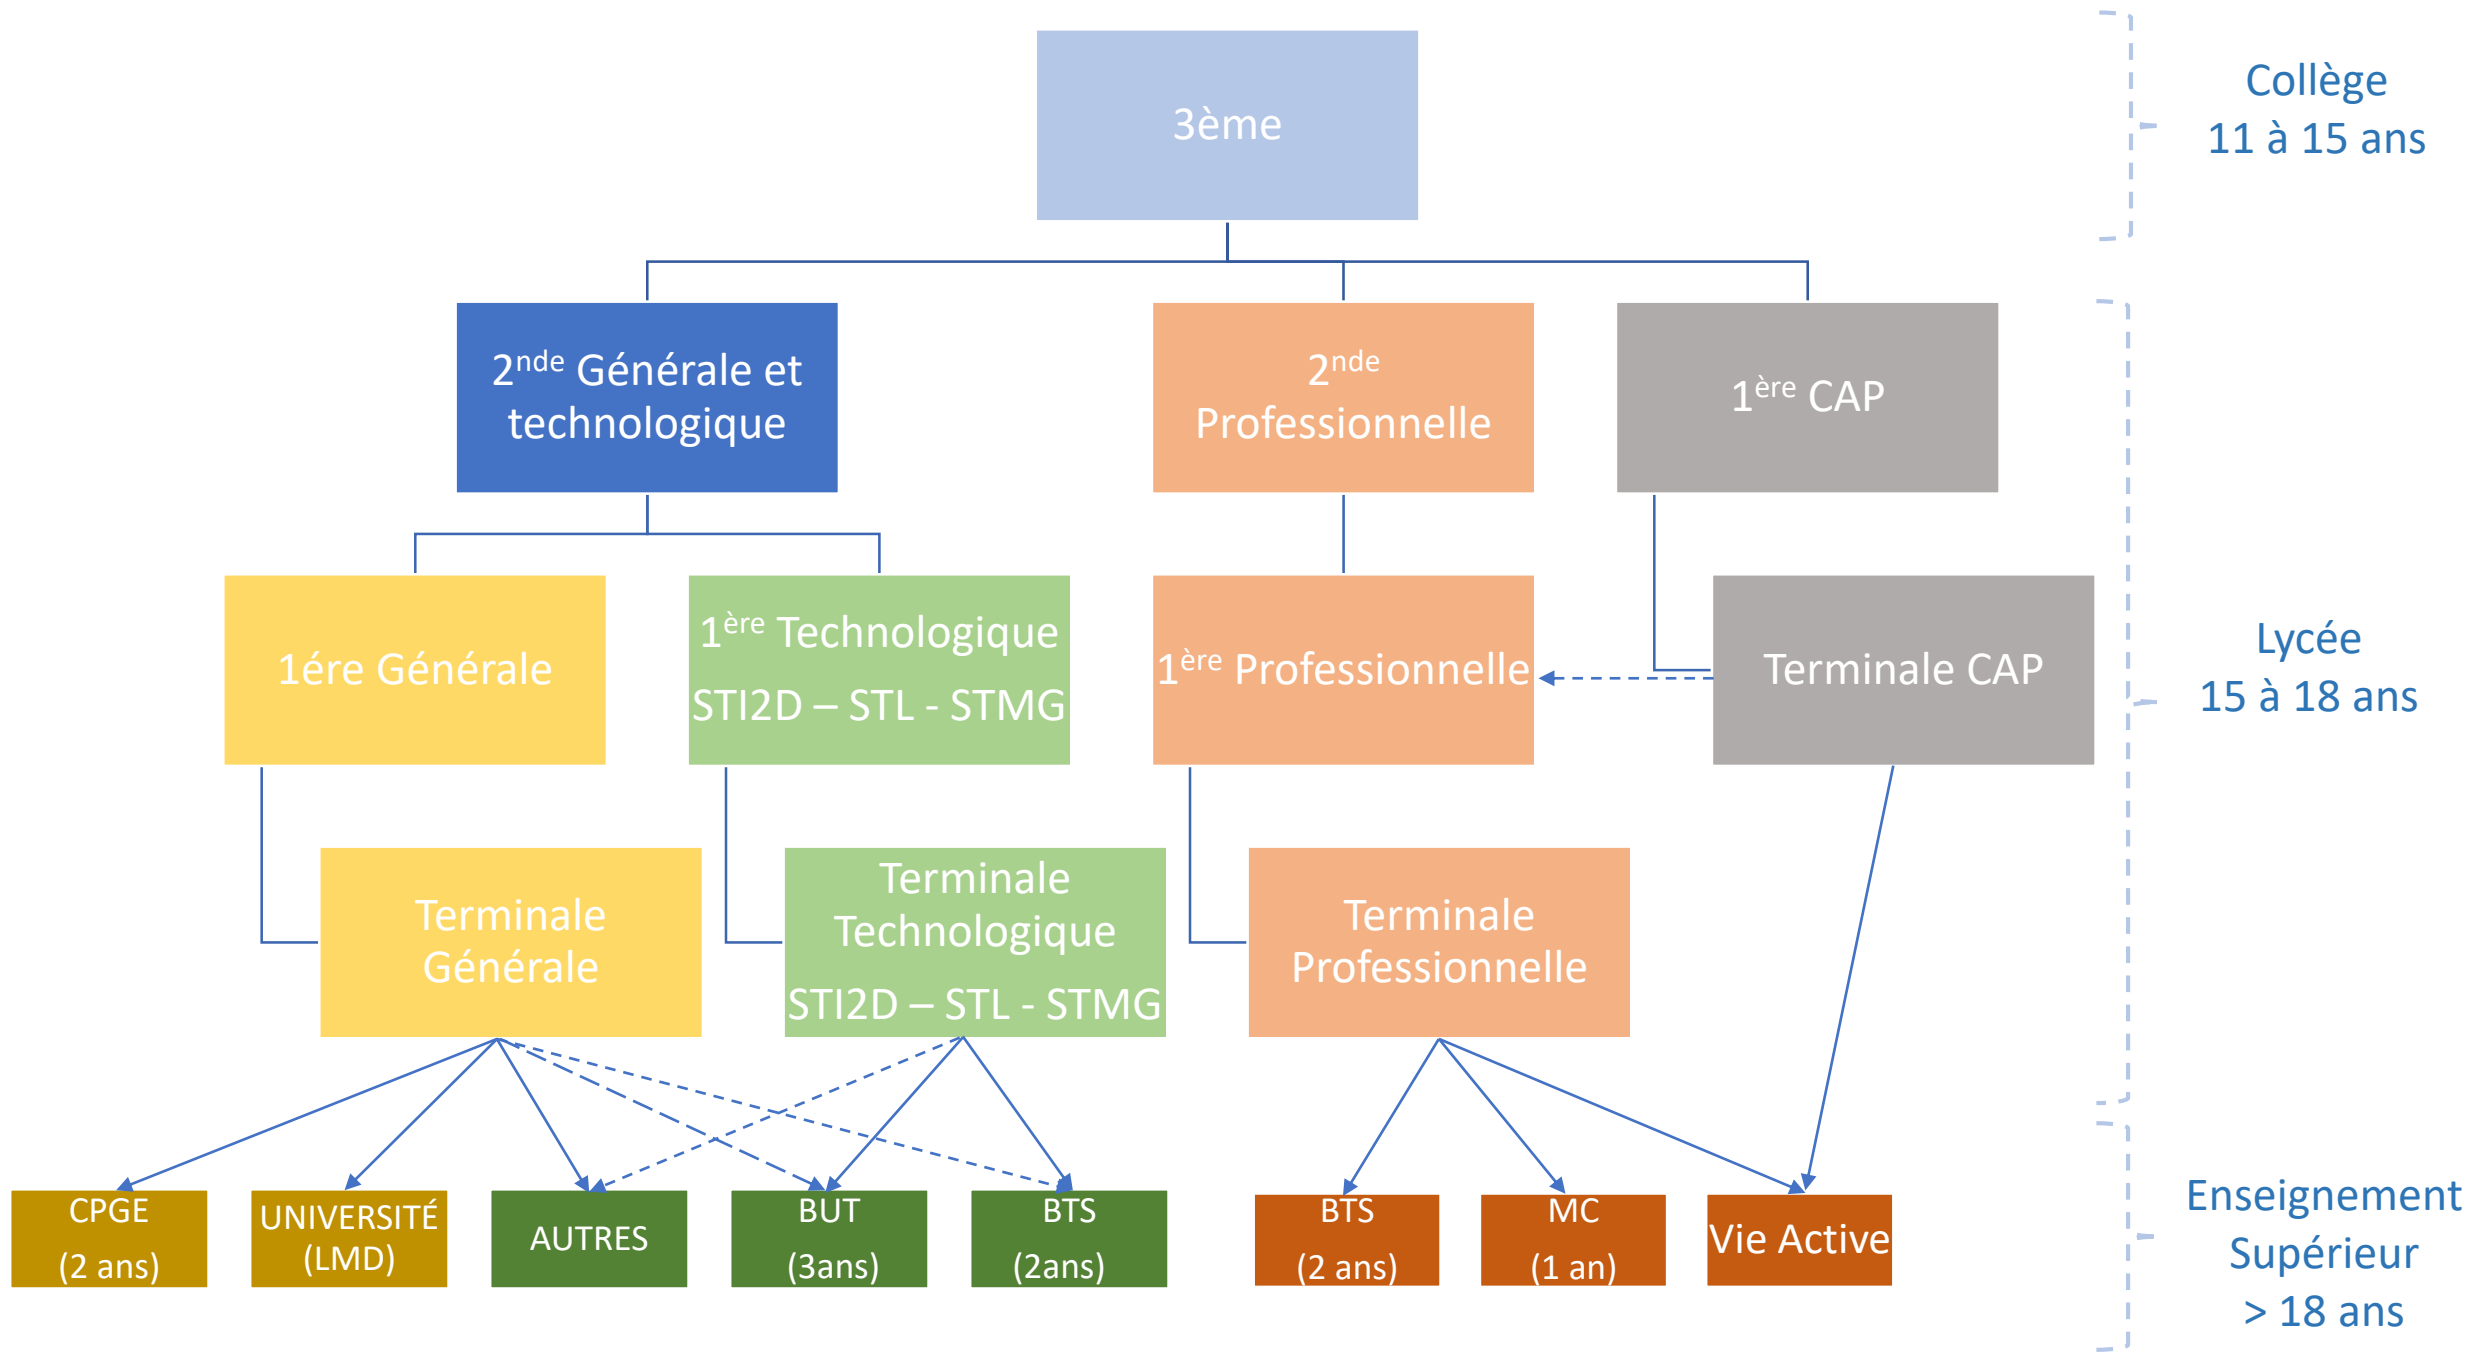 3ème
Collège
11 à 15 ans
2nde Générale et
technologique
2nde
Professionnelle
1ère CAP
1ére Générale
1ère Technologique
STI2D – STL - STMG
1ère Professionnelle
Terminale CAP
Lycée
15 à 18 ans
Terminale
Générale
Terminale
Technologique
STI2D – STL - STMG
Terminale
Professionnelle
CPGE
(2 ans)
UNIVERSITÉ
(LMD)
AUTRES
BUT
(3ans)
BTS
(2ans)
BTS
(2 ans)
MC
(1 an)
Vie Active
Enseignement
Supérieur
> 18 ans